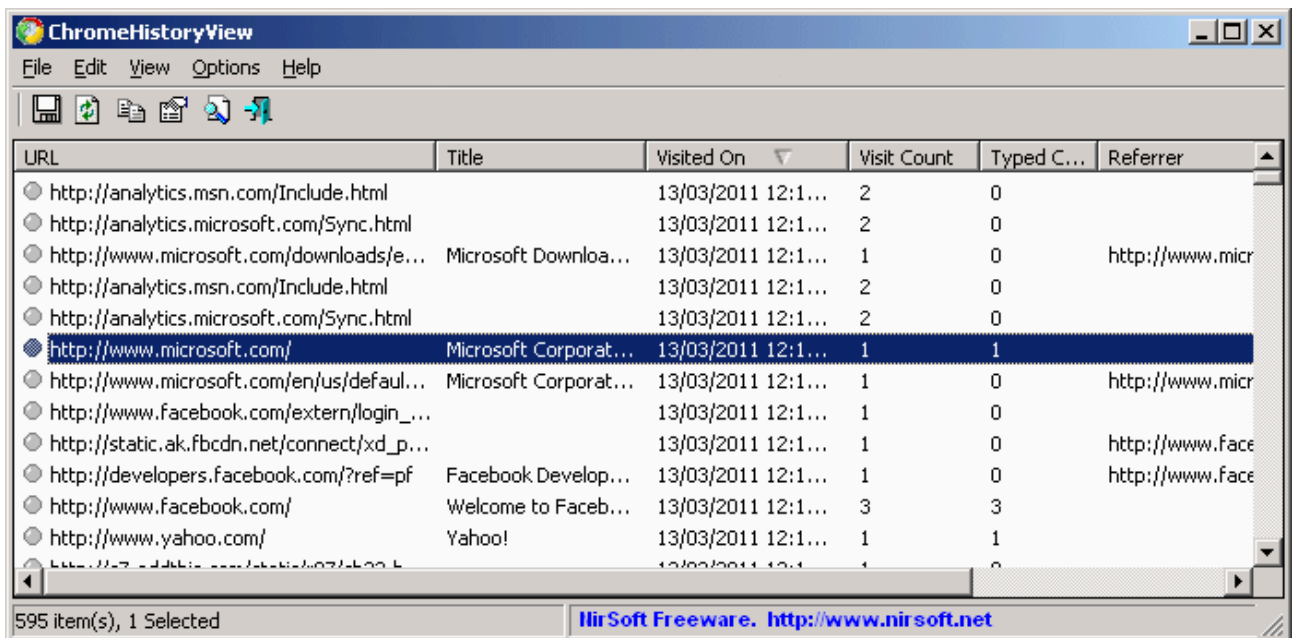 ChromeHistoryView
File Edit View Options Help
URL Title Visited On Visit Count Typed C... Referrer
http://analytics.msn.com/Include.html 13/03/2011 12:1... 2 0
http://analytics.microsoft.com/Sync.html 13/03/2011 12:1... 2 0
http://www.microsoft.com/downloads/e... Microsoft Downloa... 13/03/2011 12:1... 1 0 http://www.micr
http://analytics.msn.com/Include.html 13/03/2011 12:1... 2 0
http://analytics.microsoft.com/Sync.html 13/03/2011 12:1... 2 0
http://www.microsoft.com/ Microsoft Corporat... 13/03/2011 12:1... 1 1
http://www.microsoft.com/en/us/defaul... Microsoft Corporat... 13/03/2011 12:1... 1 0 http://www.micr
http://www.facebook.com/extern/login_... 13/03/2011 12:1... 1 0
http://static.ak.fbcdn.net/connect/xd_p... 13/03/2011 12:1... 1 0 http://www.face
http://developers.facebook.com/?ref=pf Facebook Develop... 13/03/2011 12:1... 1 0 http://www.face
http://www.facebook.com/ Welcome to Faceb... 13/03/2011 12:1... 3 3
http://www.yahoo.com/ Yahoo! 13/03/2011 12:1... 1 1
595 item(s), 1 Selected NirSoft Freeware. http://www.nirsoft.net